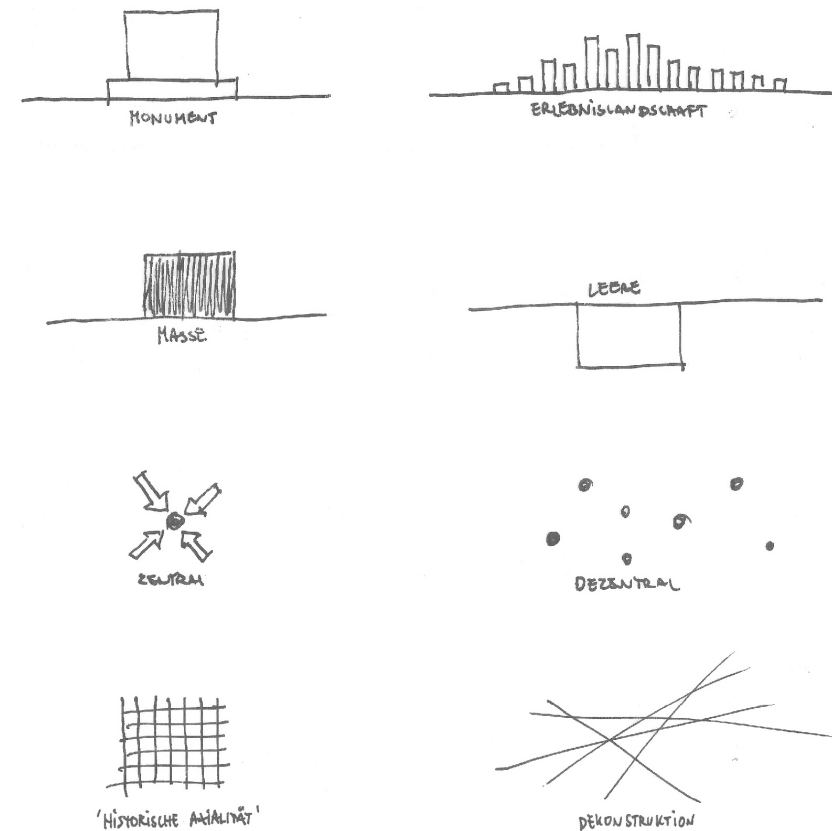 MONUMENT
ERLEBNISLANDSCHAFT
MASSE
LEERE
ZENTRAL
DEZENTRAL
'HISTORISCHE AXIALITÄT'
DEKONSTRUKTION